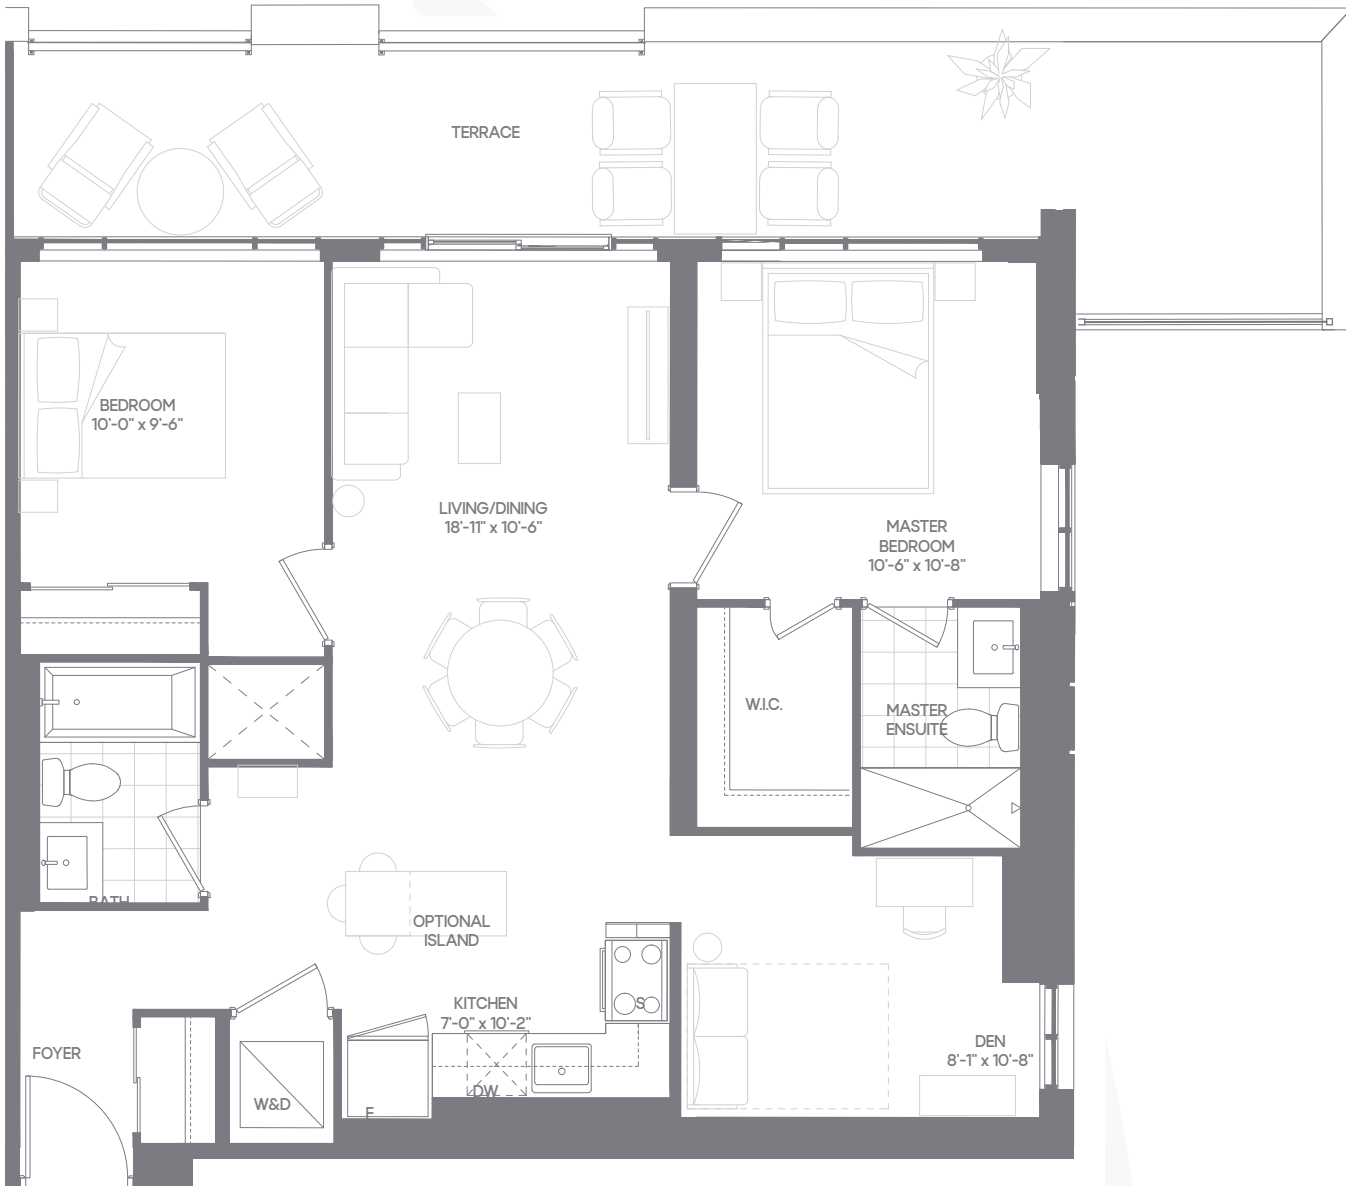 TERRACE
BEDROOM
10'-0" x 9'-6"
LIVING/DINING
18'-11" x 10'-6"
MASTER
BEDROOM
10'-6" x 10'-8"
W.I.C.
MASTER
ENSUITE
BATH
OPTIONAL
ISLAND
KITCHEN
7'-0" x 10'-2"
S
DEN
8'-1" x 10'-8"
FOYER
W&D
DW
F